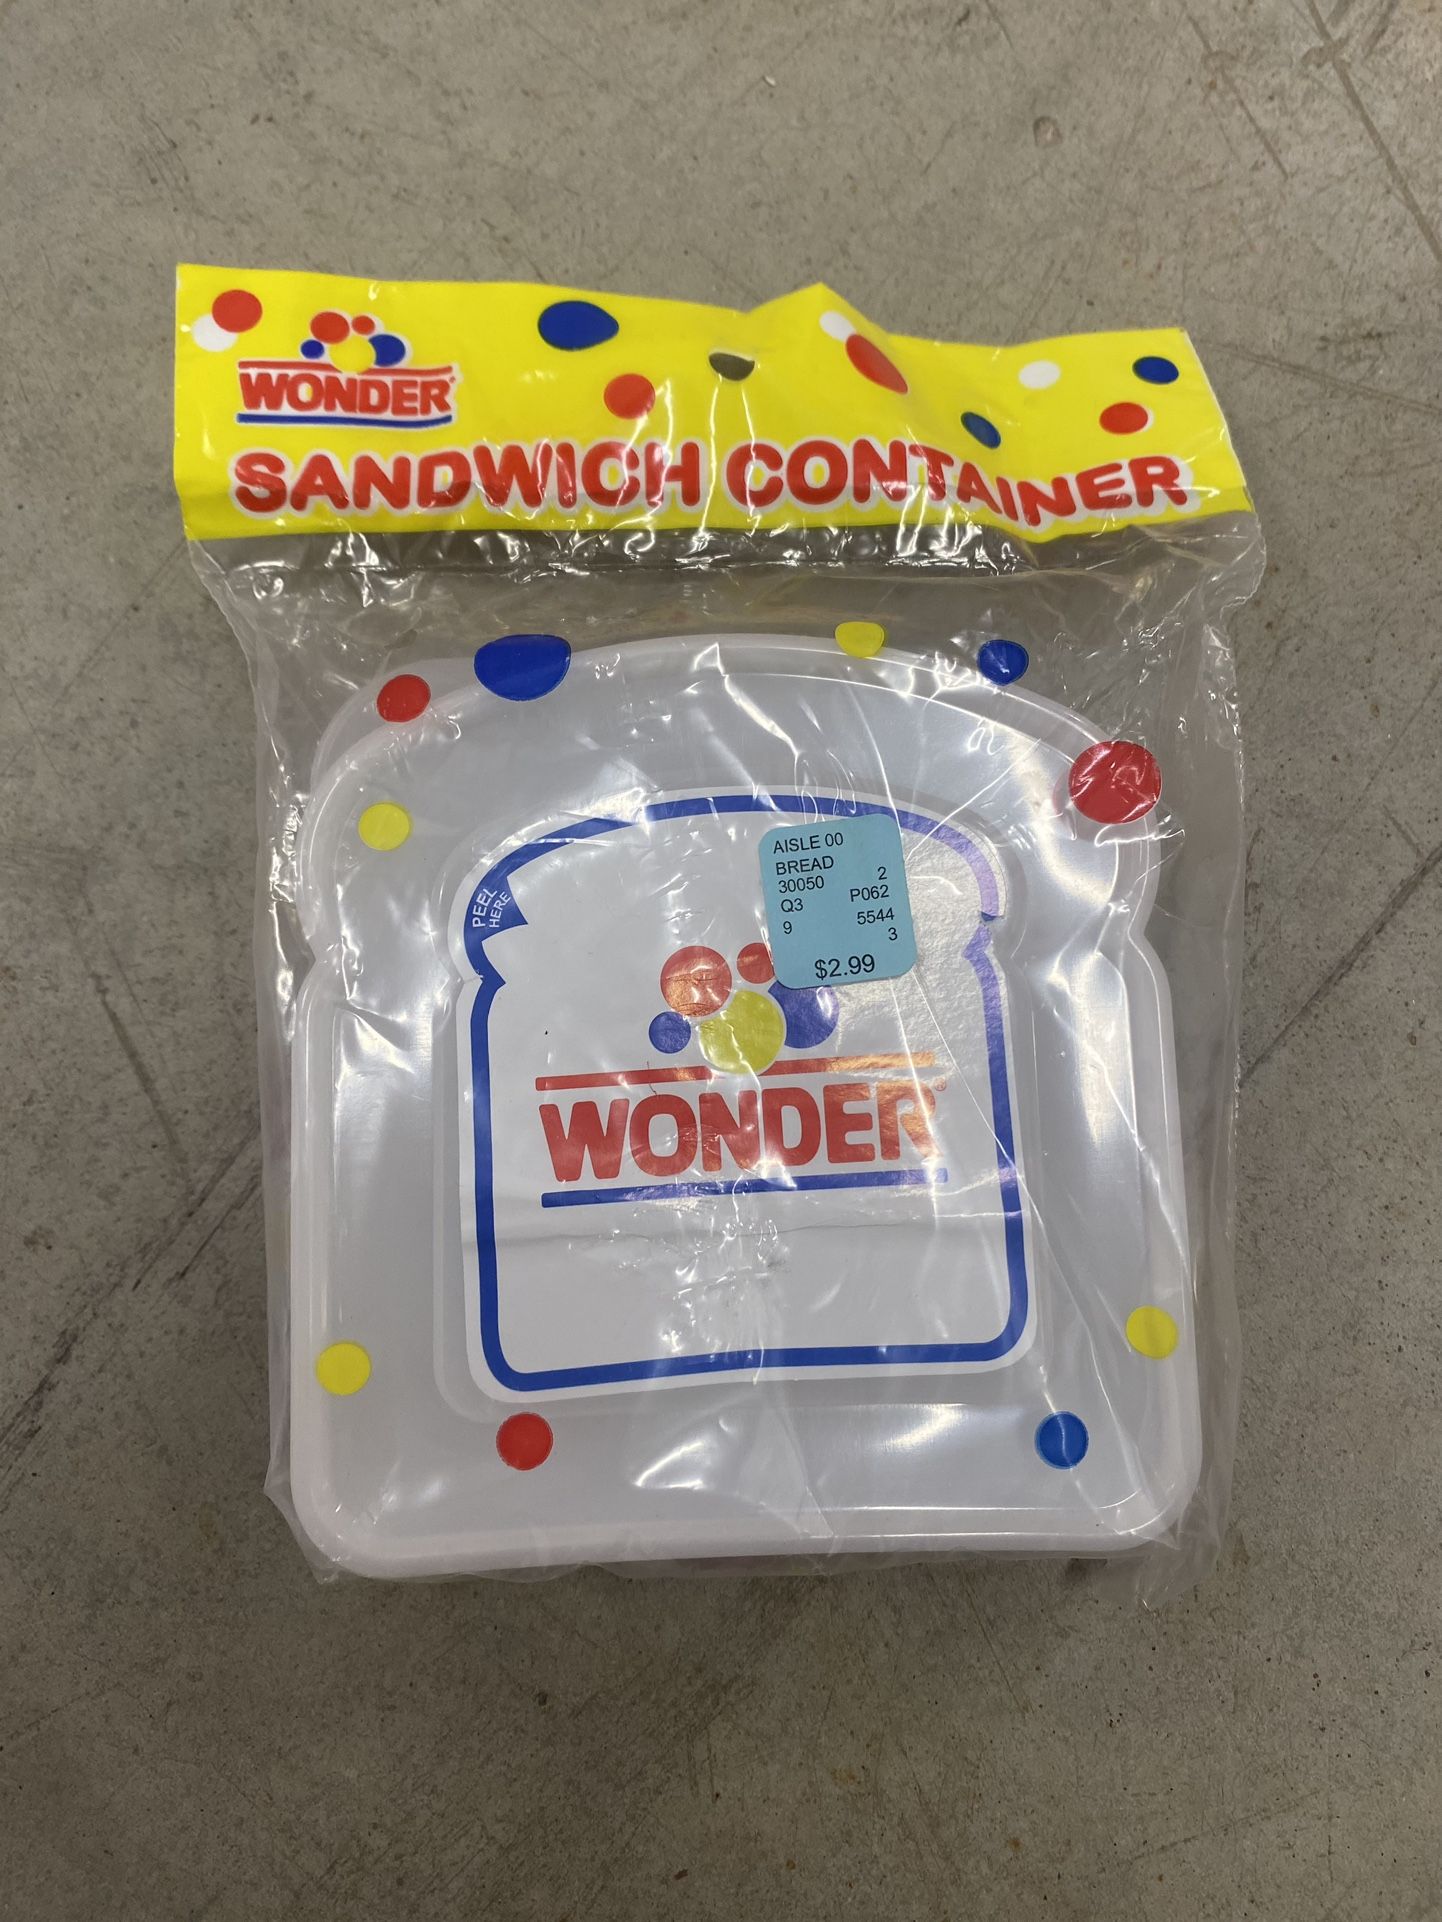 WONDER®
SANDWICH CONTAINER
AISLE 00
BREAD
30050 2
Q3 P062
9 5544
3
$2.99
PEEL
HERE
WONDER®